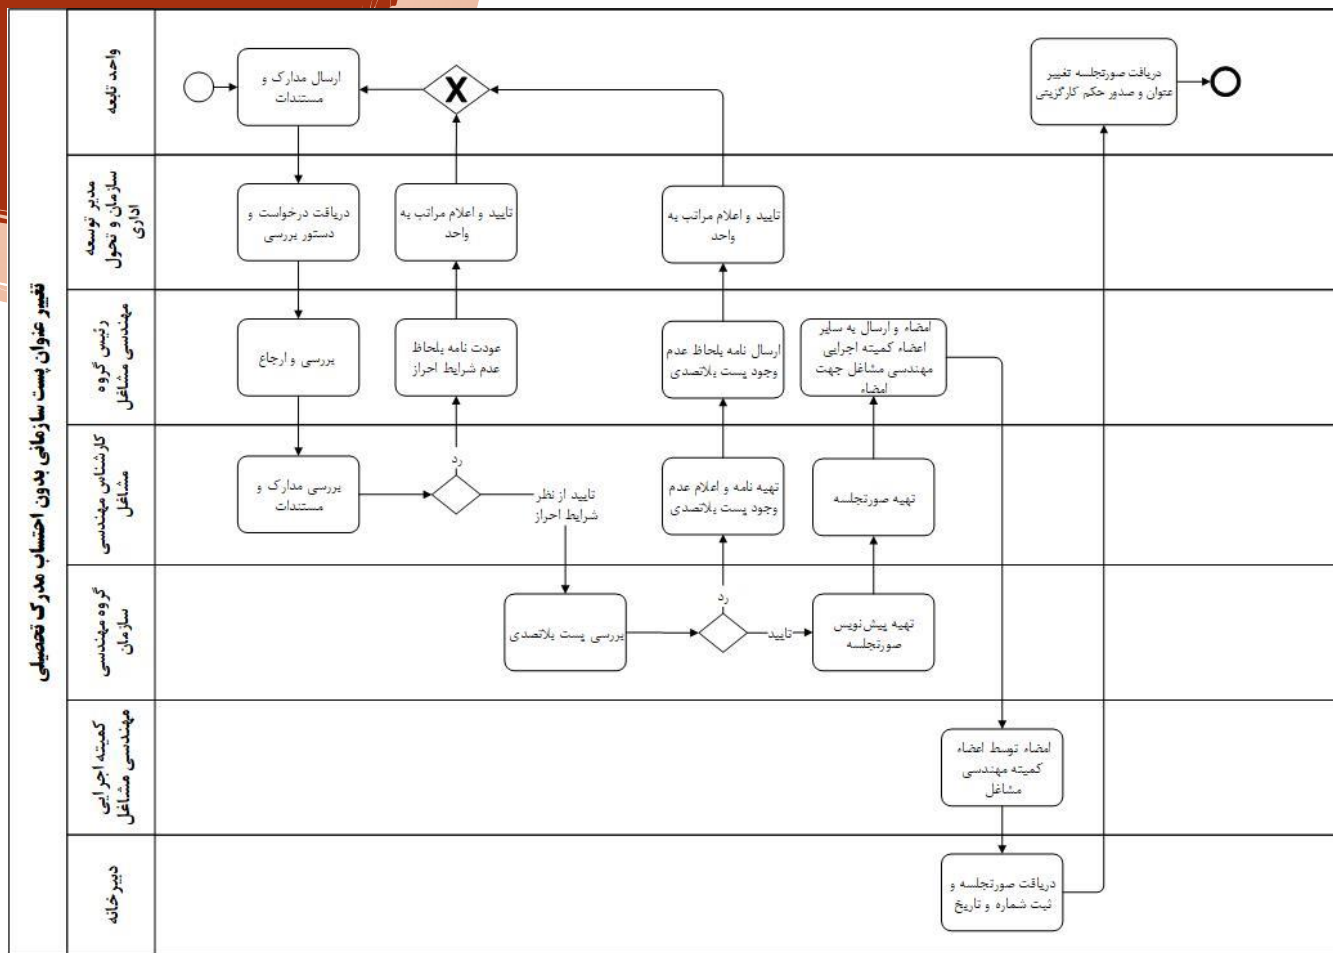 تغییر عنوان پست سازمانی بدون احتساب مدرک تحصیلی
واحد تابعه
ارسال مدارک و
مستندات
دریافت صورتجلسه تغییر
عنوان و صدور حکم کارگزینی
مدیر توسعه
سازمان و تحول
اداری
دریافت درخواست و
دستور بررسی
تایید و اعلام مراتب به
واحد
تایید و اعلام مراتب به
واحد
رئیس گروه
مهندسی مشاغل
بررسی و ارجاع
عودت نامه بلحاظ
عدم شرایط احراز
ارسال نامه بلحاظ عدم
وجود پست بلاتصدی
امضاء و ارسال به سایر
اعضاء کمیته اجرایی
مهندسی مشاغل جهت
امضاء
کارشناس مهندسی
مشاغل
بررسی مدارک و
مستندات
رد
تایید از نظر
شرایط احراز
تهیه نامه و اعلام عدم
وجود پست بلاتصدی
تهیه صورتجلسه
گروه مهندسی
سازمان
بررسی پست بلاتصدی
رد
تایید
تهیه پیش‌نویس
صورتجلسه
کمیته اجرایی
مهندسی مشاغل
امضاء توسط اعضاء
کمیته مهندسی
مشاغل
دبیرخانه
دریافت صورتجلسه و
ثبت شماره و تاریخ